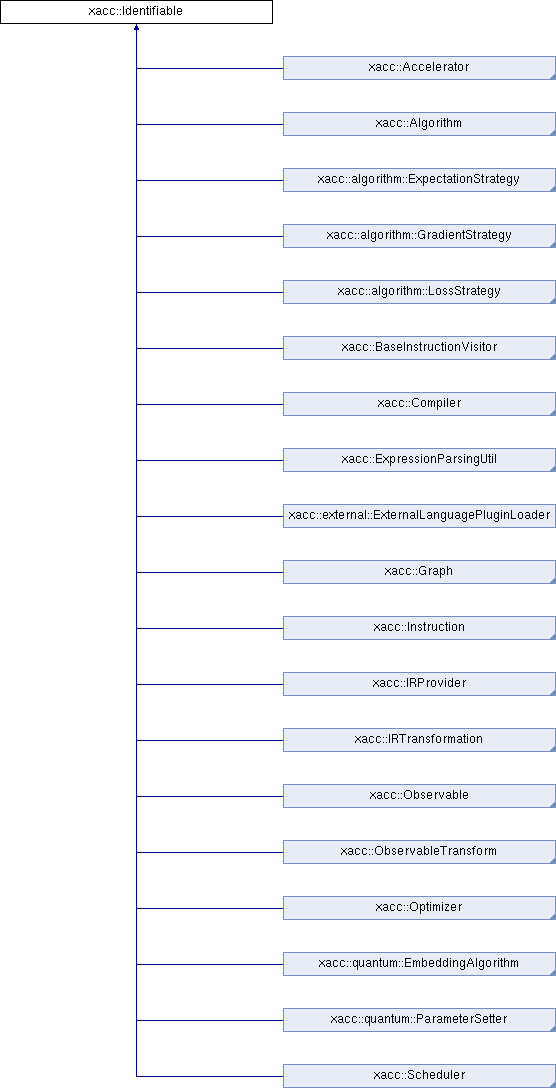 xacc::Identifiable
xacc::Accelerator
xacc::Algorithm
xacc::algorithm::ExpectationStrategy
xacc::algorithm::GradientStrategy
xacc::algorithm::LossStrategy
xacc::BaseInstructionVisitor
xacc::Compiler
xacc::ExpressionParsingUtil
xacc::external::ExternalLanguagePluginLoader
xacc::Graph
xacc::Instruction
xacc::IRProvider
xacc::IRTransformation
xacc::Observable
xacc::ObservableTransform
xacc::Optimizer
xacc::quantum::EmbeddingAlgorithm
xacc::quantum::ParameterSetter
xacc::Scheduler